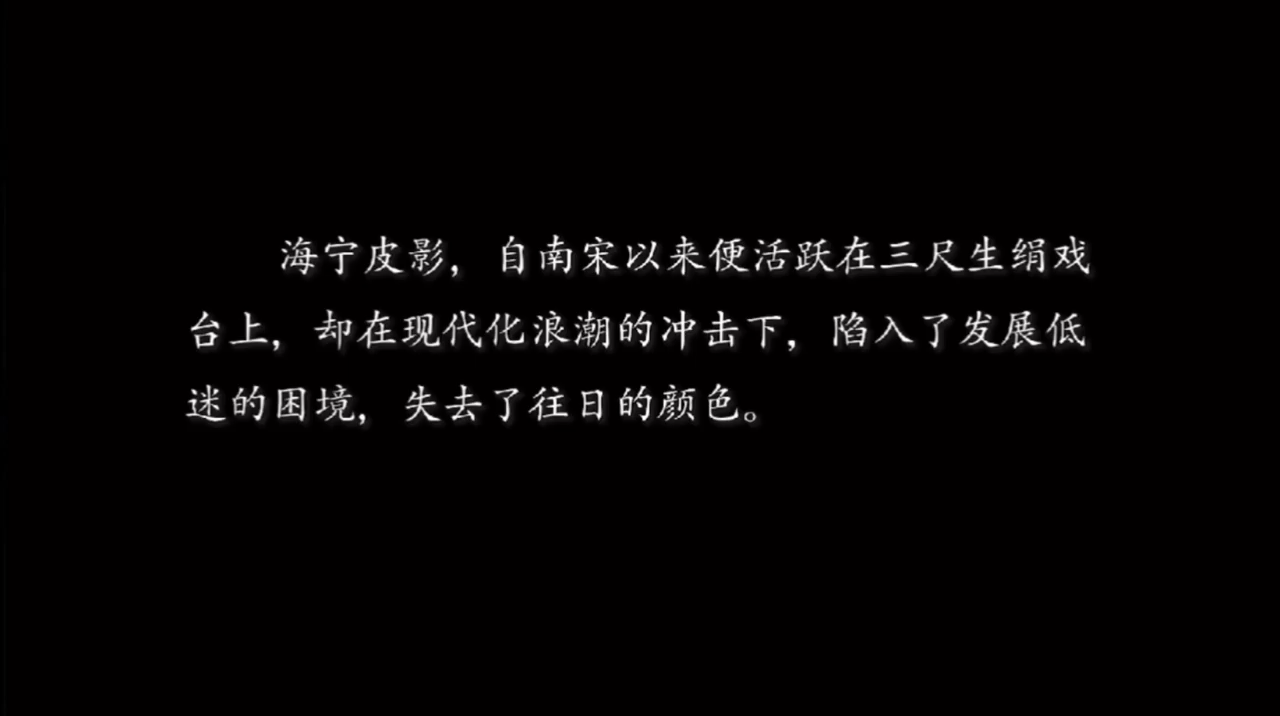 海宁皮影，自南宋以来便活跃在三尺生绢戏
台上，却在现代化浪潮的冲击下，陷入了发展低
迷的困境，失去了往日的颜色。